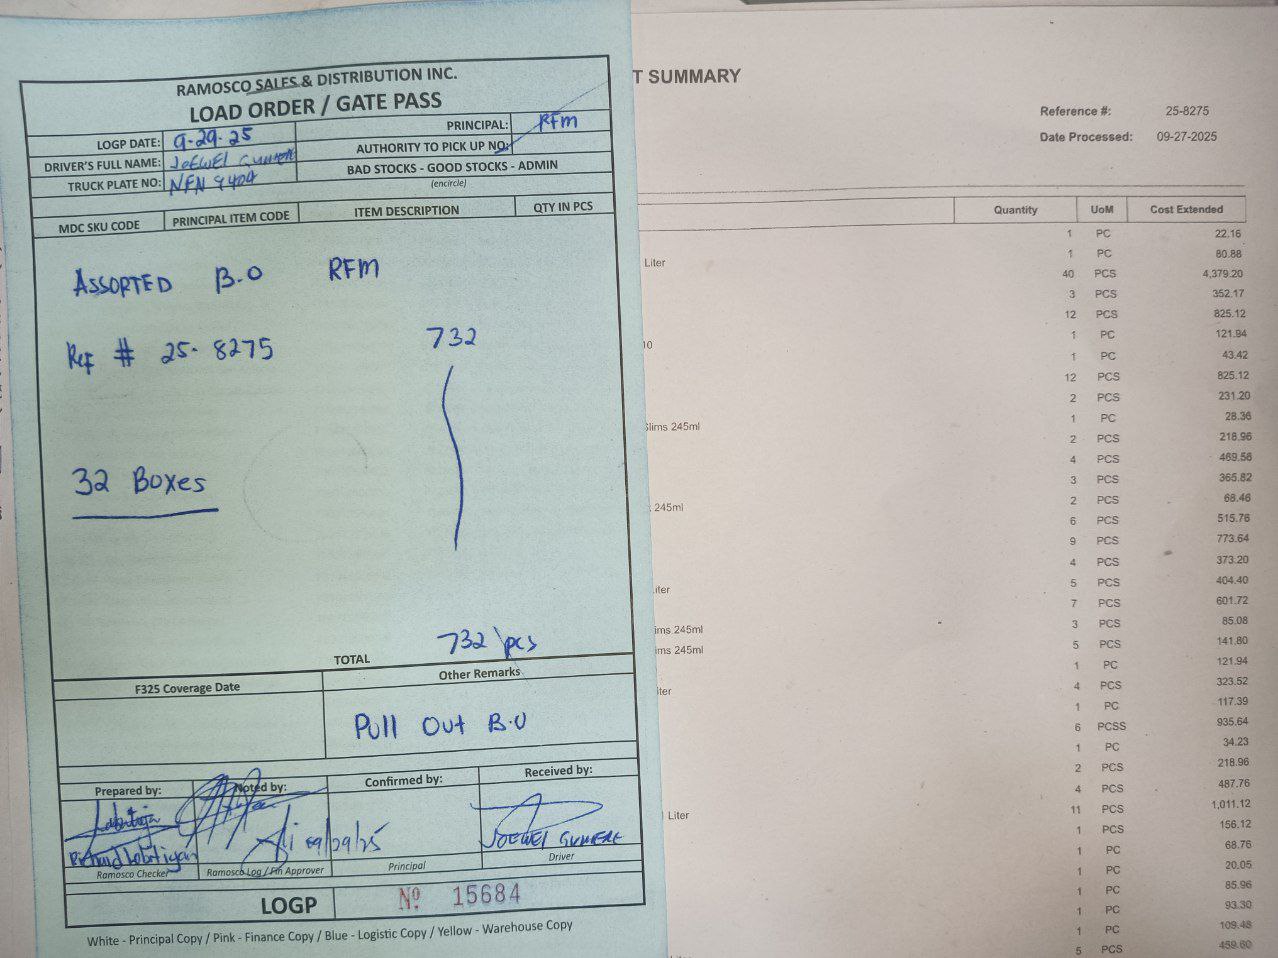 RAMOSCO SALES & DISTRIBUTION INC.
LOAD ORDER / GATE PASS
LOGP DATE: 9-29-25
PRINCIPAL: RFM
DRIVER'S FULL NAME: JOEWEI GUMERE
AUTHORITY TO PICK UP NO:
TRUCK PLATE NO: NFN 9404
BAD STOCKS - GOOD STOCKS - ADMIN
(encircle)
MDC SKU CODE PRINCIPAL ITEM CODE ITEM DESCRIPTION QTY IN PCS
ASSORTED B.O RFM
Ref # 25-8275 732
32 Boxes
TOTAL 732 pcs
F325 Coverage Date Other Remarks
Pull Out B.O
Prepared by: Noted by: Confirmed by: Received by:
09/29/25
JOEWEI GUMERE
Ramosco Checker Ramosco Log / Fin Approver Principal Driver
LOGP Nº 15684
White - Principal Copy / Pink - Finance Copy / Blue - Logistic Copy / Yellow - Warehouse Copy
T SUMMARY
Reference #: 25-8275
Date Processed: 09-27-2025
Quantity UoM Cost Extended
1 PC 22.16
Liter 1 PC 80.88
40 PCS 4,379.20
3 PCS 352.17
12 PCS 825.12
10 1 PC 121.94
1 PC 43.42
12 PCS 825.12
2 PCS 231.20
Slims 245ml 1 PC 28.36
2 PCS 218.96
4 PCS 469.56
3 PCS 365.82
245ml 2 PCS 68.46
6 PCS 515.76
9 PCS 773.64
4 PCS 373.20
iter 5 PCS 404.40
7 PCS 601.72
ims 245ml 3 PCS 85.08
ims 245ml 5 PCS 141.80
1 PC 121.94
iter 4 PCS 323.52
1 PC 117.39
6 PCSS 935.64
1 PC 34.23
2 PCS 218.96
4 PCS 487.76
Liter 11 PCS 1,011.12
1 PCS 156.12
1 PC 68.76
1 PC 20.05
1 PC 85.96
1 PC 93.30
1 PC 109.48
5 PCS 459.60